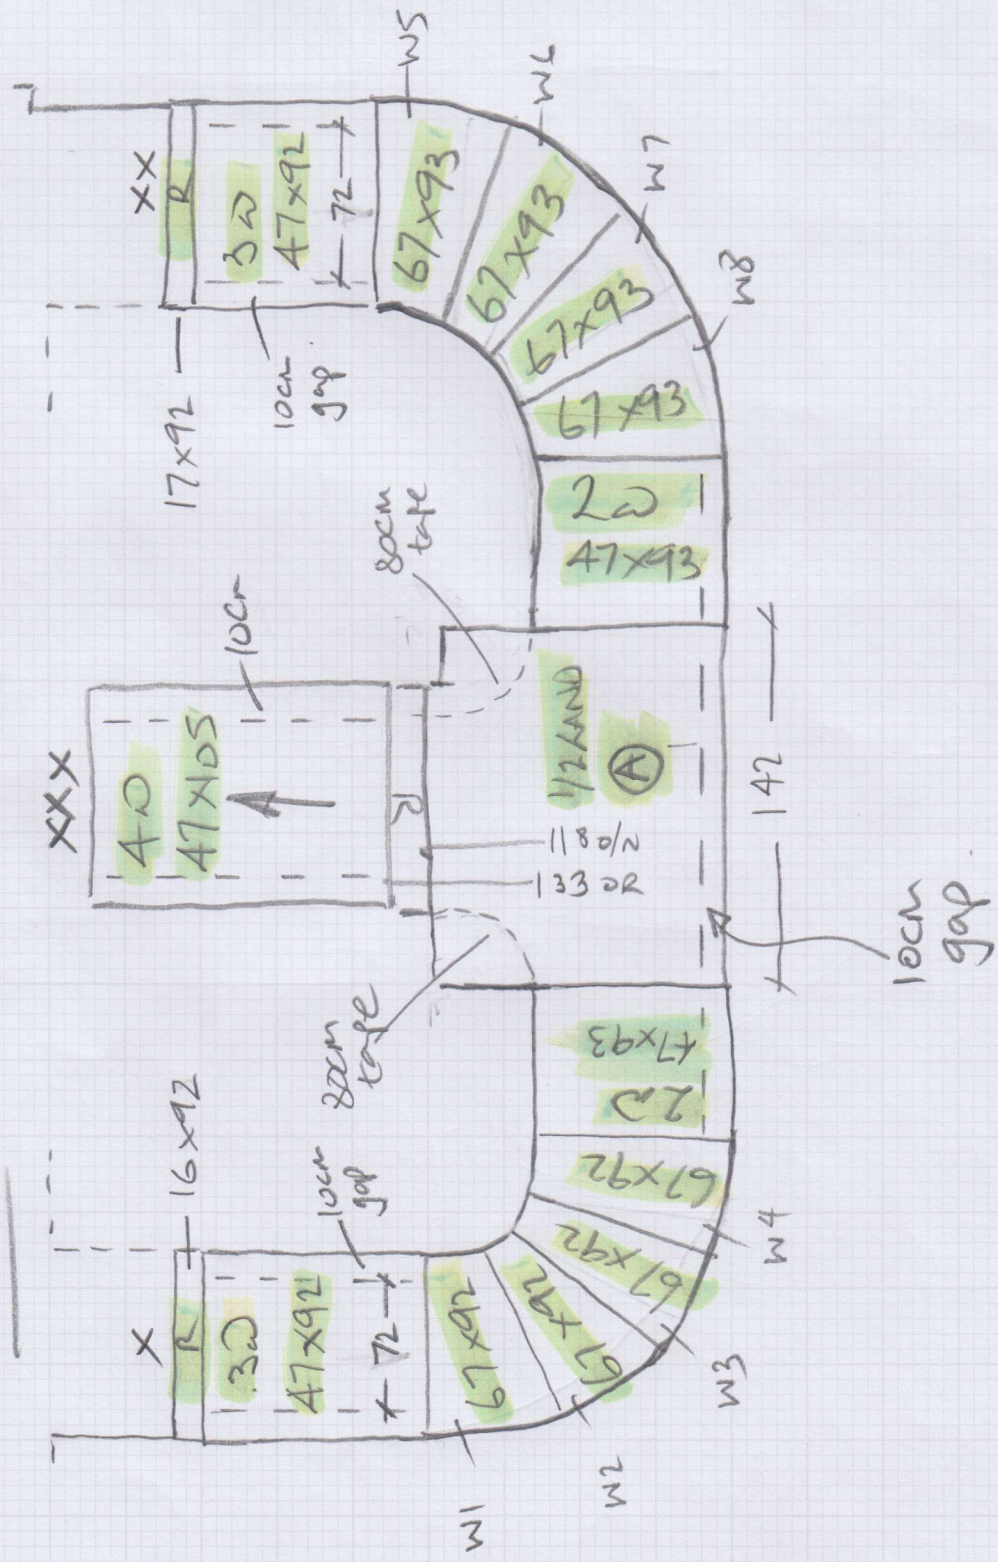 X
R
3W
47x92
72
16x92
10cm
gap
67x92
W1
67x92
W2
67x92
W3
67x92
W4
2W
47x93
80cm
tape
XXX
4W
47x105
10cm
R
118 O/N
133 OR
1/2 LAND
A
142
10cm
gap
80cm
tape
2W
47x93
67x93
W8
67x93
W7
67x93
W6
67x93
W5
XX
R
3W
47x92
72
17x92
10cm
gap